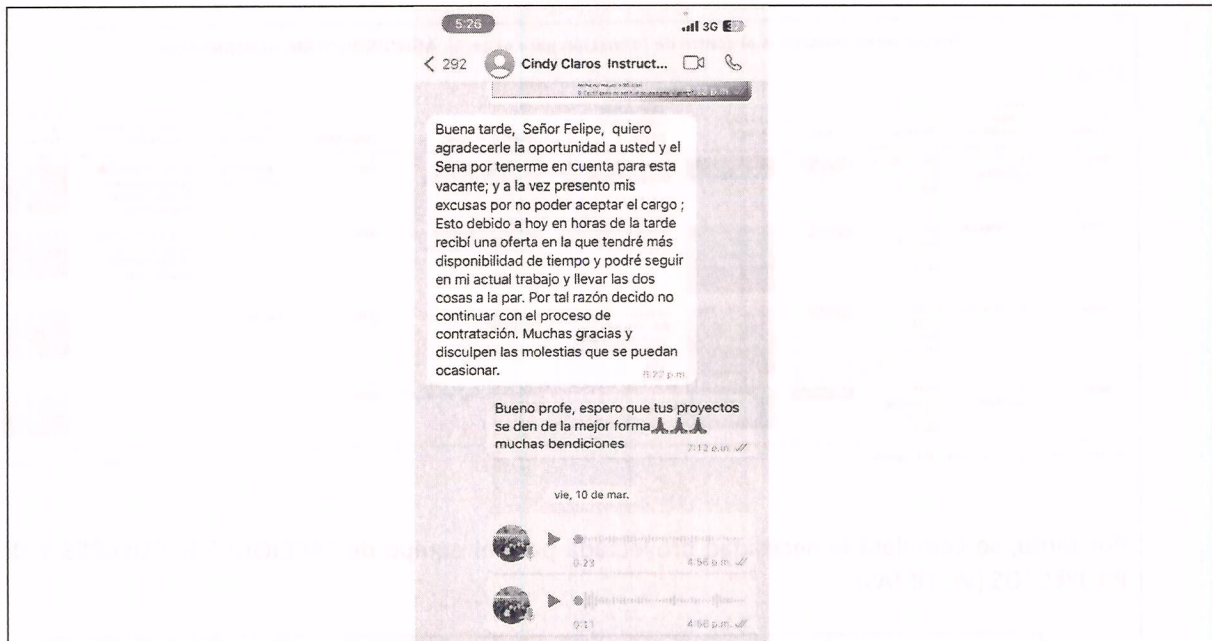 5:26
3G
292
Cindy Claros Instruct...
p.m.
Buena tarde, Señor Felipe, quiero
agradecerle la oportunidad a usted y el
Sena por tenerme en cuenta para esta
vacante; y a la vez presento mis
excusas por no poder aceptar el cargo ;
Esto debido a hoy en horas de la tarde
recibí una oferta en la que tendré más
disponibilidad de tiempo y podré seguir
en mi actual trabajo y llevar las dos
cosas a la par. Por tal razón decido no
continuar con el proceso de
contratación. Muchas gracias y
disculpen las molestias que se puedan
ocasionar.
p.m.
Bueno profe, espero que tus proyectos
se den de la mejor forma🙏🙏🙏
muchas bendiciones
7:12 p.m.
vie, 10 de mar.
0:23
4:56 p.m.
0:11
4:56 p.m.